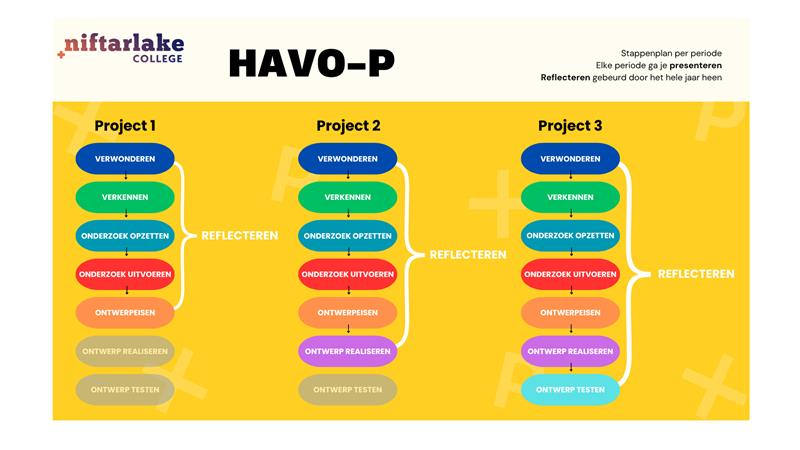 niftarlake
COLLEGE
HAVO-P
Stappenplan per periode
Elke periode ga je presenteren
Reflecteren gebeurd door het hele jaar heen
Project 1
VERWONDEREN
VERKENNEN
ONDERZOEK OPZETTEN
ONDERZOEK UITVOEREN
ONTWERPEISEN
ONTWERP REALISEREN
ONTWERP TESTEN
REFLECTEREN
Project 2
VERWONDEREN
VERKENNEN
ONDERZOEK OPZETTEN
ONDERZOEK UITVOEREN
ONTWERPEISEN
ONTWERP REALISEREN
ONTWERP TESTEN
REFLECTEREN
Project 3
VERWONDEREN
VERKENNEN
ONDERZOEK OPZETTEN
ONDERZOEK UITVOEREN
ONTWERPEISEN
ONTWERP REALISEREN
ONTWERP TESTEN
REFLECTEREN